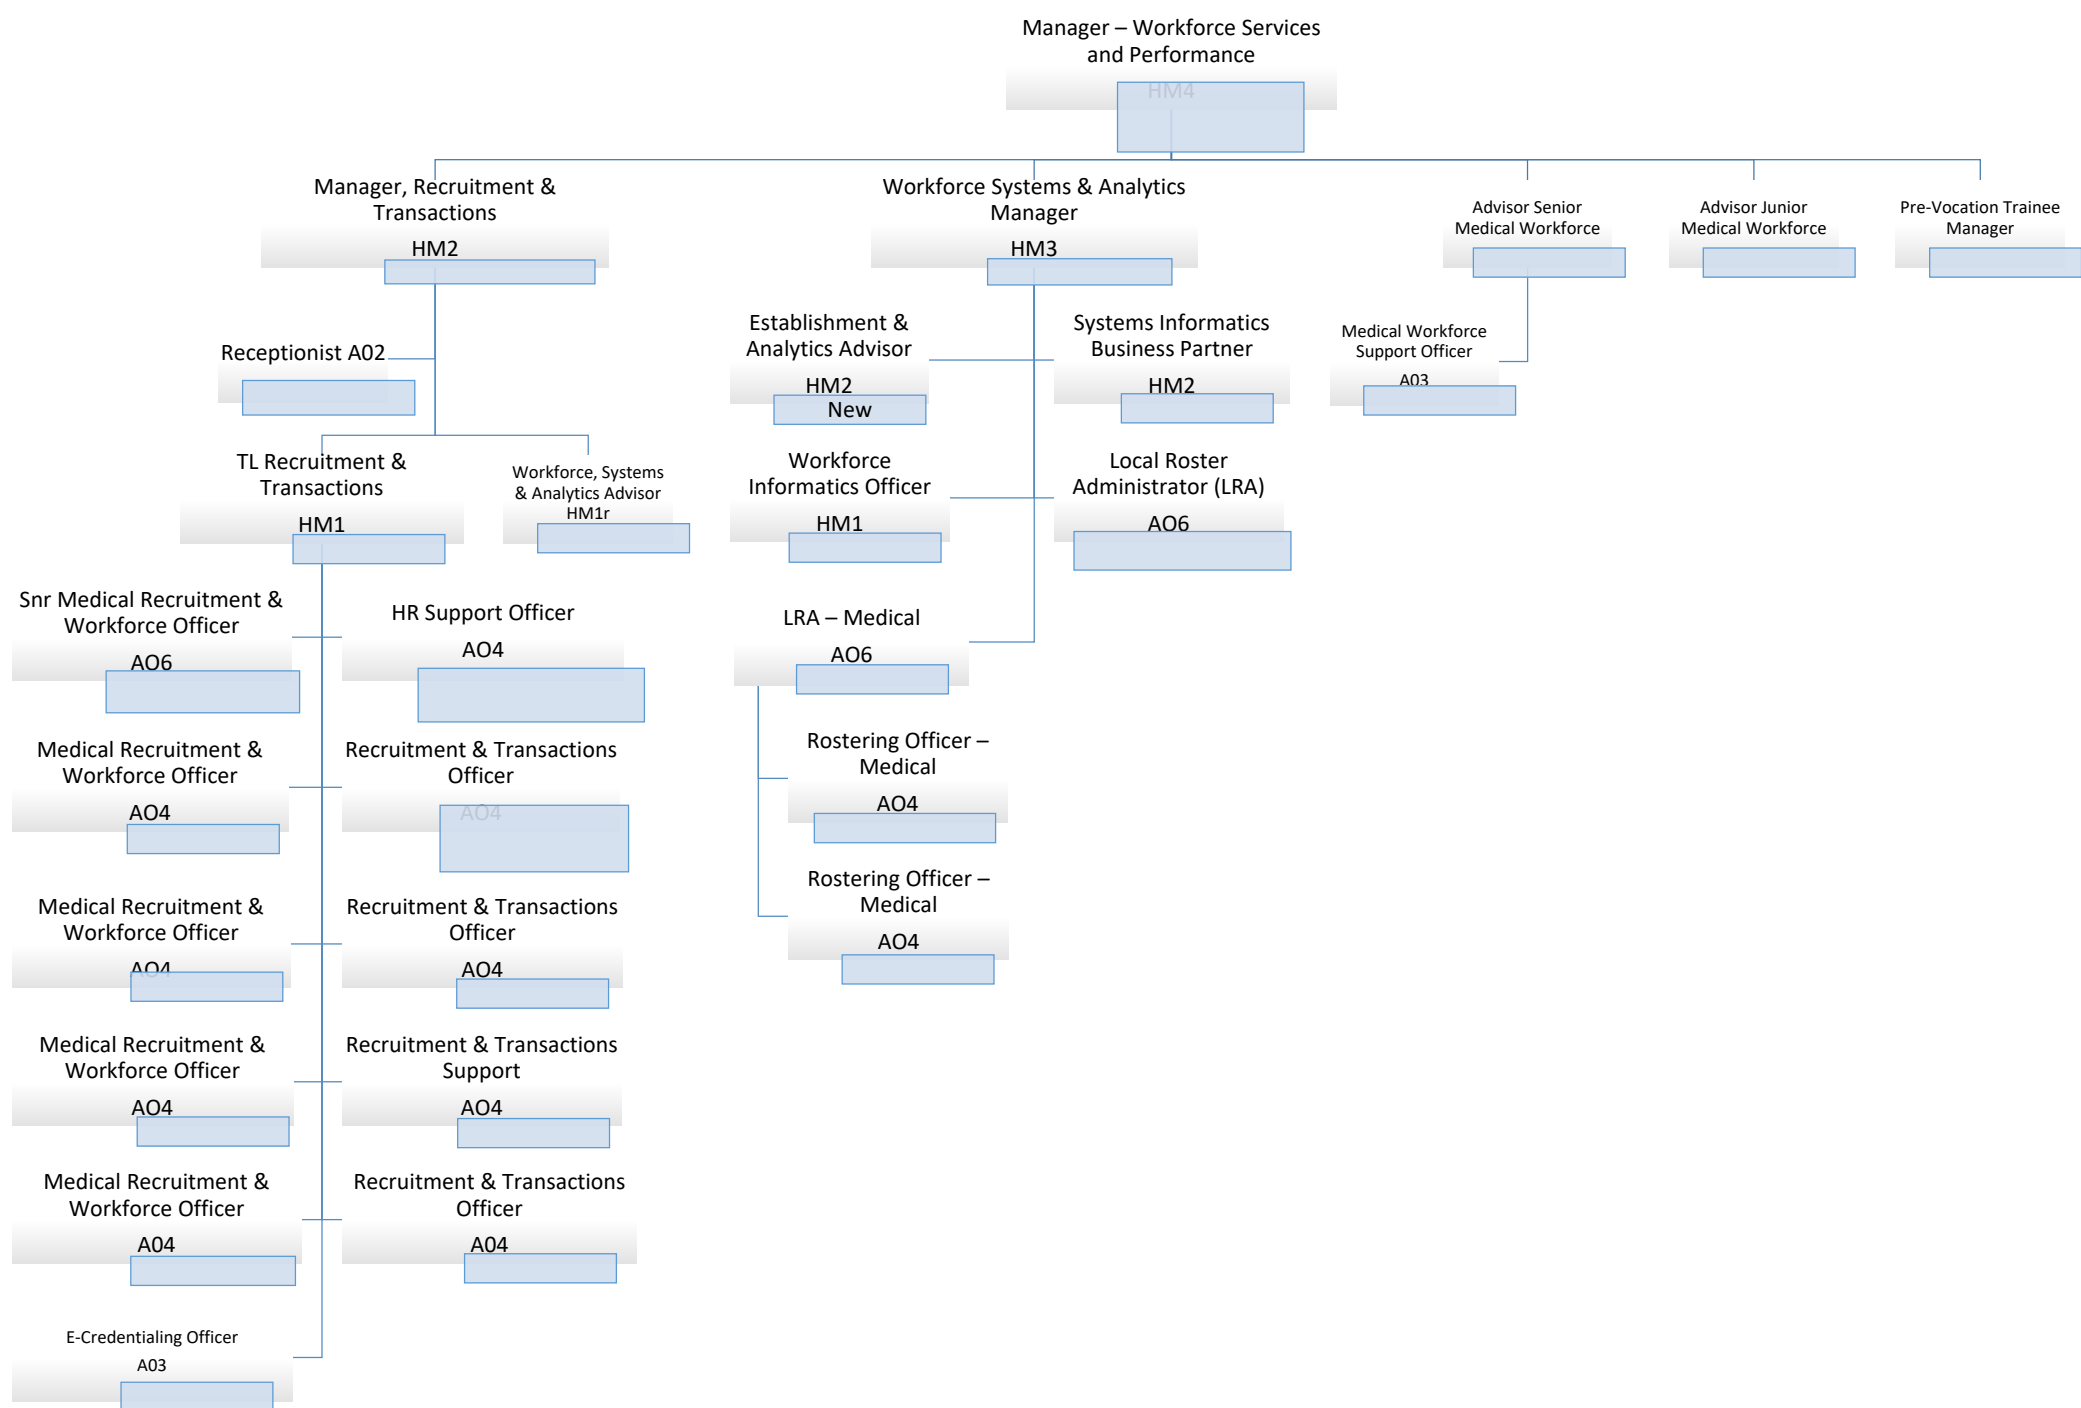 Manager – Workforce Services
and Performance
HM4
Manager, Recruitment &
Transactions
HM2
Workforce Systems & Analytics
Manager
HM3
Advisor Senior
Medical Workforce
Advisor Junior
Medical Workforce
Pre-Vocation Trainee
Manager
Receptionist A02
Establishment &
Analytics Advisor
HM2
New
Systems Informatics
Business Partner
HM2
Medical Workforce
Support Officer
A03
TL Recruitment &
Transactions
HM1
Workforce, Systems
& Analytics Advisor
HM1r
Workforce
Informatics Officer
HM1
Local Roster
Administrator (LRA)
AO6
Snr Medical Recruitment &
Workforce Officer
AO6
HR Support Officer
AO4
LRA – Medical
AO6
Medical Recruitment &
Workforce Officer
AO4
Recruitment & Transactions
Officer
AO4
Rostering Officer –
Medical
AO4
Medical Recruitment &
Workforce Officer
AO4
Recruitment & Transactions
Officer
AO4
Rostering Officer –
Medical
AO4
Medical Recruitment &
Workforce Officer
AO4
Recruitment & Transactions
Support
AO4
Medical Recruitment &
Workforce Officer
A04
Recruitment & Transactions
Officer
A04
E-Credentialing Officer
A03